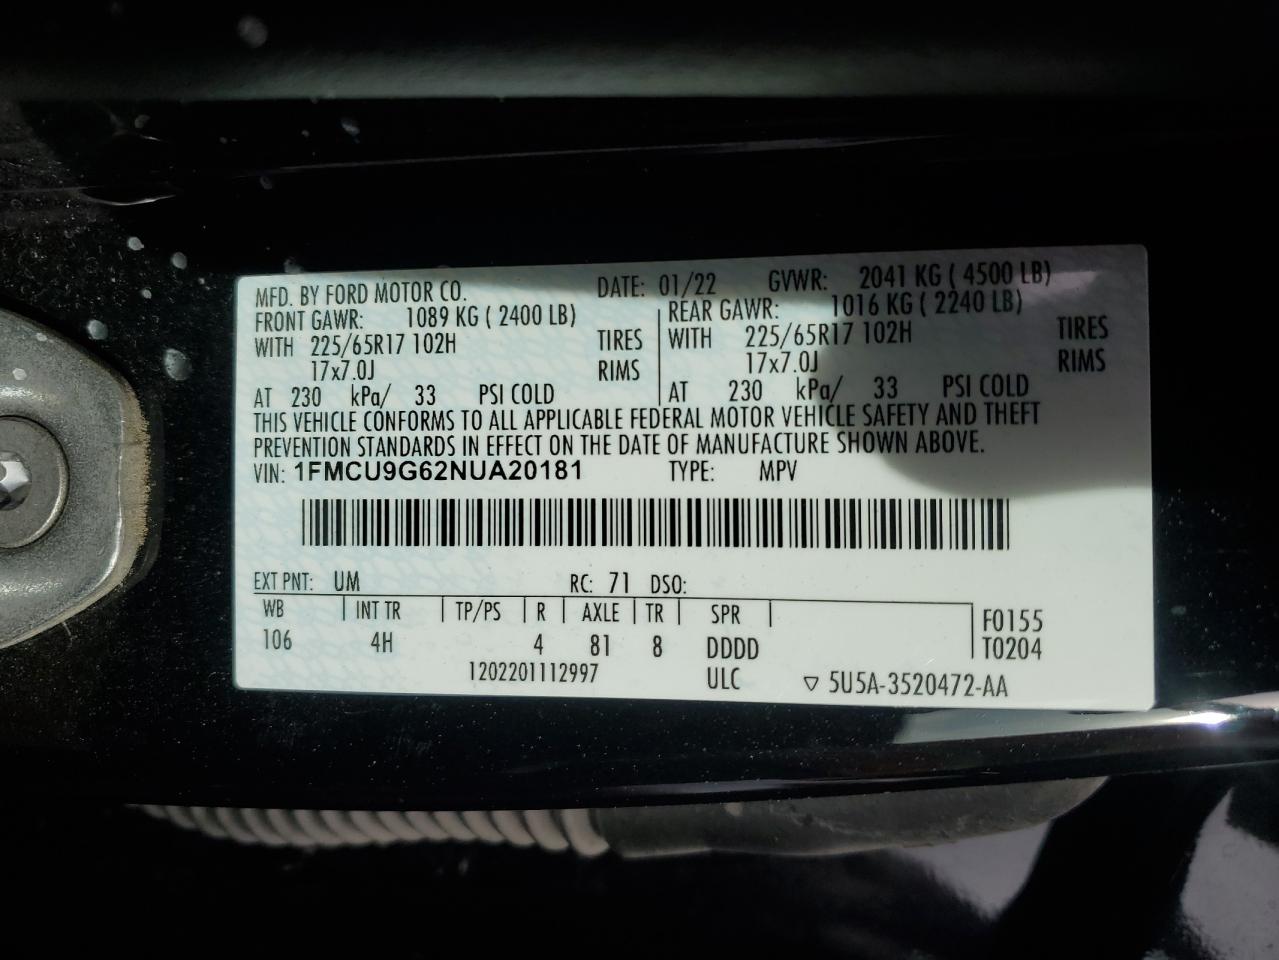 MFD. BY FORD MOTOR CO. DATE: 01/22 GVWR: 2041 KG ( 4500 LB)
FRONT GAWR: 1089 KG ( 2400 LB) REAR GAWR: 1016 KG ( 2240 LB)
WITH 225/65R17 102H TIRES WITH 225/65R17 102H TIRES
17x7.0J RIMS 17x7.0J RIMS
AT 230 kPa/ 33 PSI COLD AT 230 kPa/ 33 PSI COLD
THIS VEHICLE CONFORMS TO ALL APPLICABLE FEDERAL MOTOR VEHICLE SAFETY AND THEFT
PREVENTION STANDARDS IN EFFECT ON THE DATE OF MANUFACTURE SHOWN ABOVE.
VIN: 1FMCU9G62NUA20181 TYPE: MPV
EXT PNT: UM RC: 71 DSO:
WB INT TR TP/PS R AXLE TR SPR F0155
106 4H 4 81 8 DDDD T0204
1202201112997 ULC ▽ 5U5A-3520472-AA